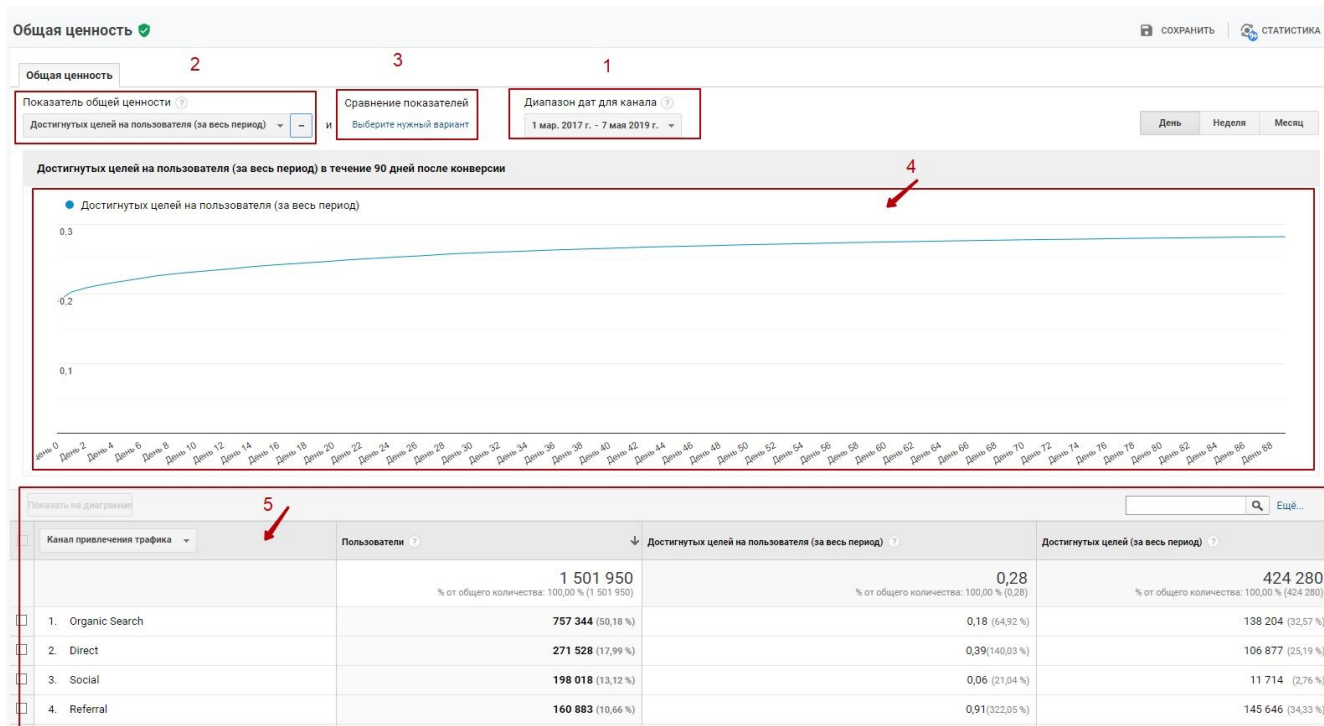 Общая ценность
СОХРАНИТЬ
СТАТИСТИКА
2
3
1
Общая ценность
Показатель общей ценности ?
Сравнение показателей
Диапазон дат для канала ?
Достигнутых целей на пользователя (за весь период) – и
Выберите нужный вариант
1 мар. 2017 г. - 7 мая 2019 г.
День Неделя Месяц
Достигнутых целей на пользователя (за весь период) в течение 90 дней после конверсии
4
Достигнутых целей на пользователя (за весь период)
0,3
0,2
0,1
День 0 День 2 День 4 День 6 День 8 День 10 День 12 День 14 День 16 День 18 День 20 День 22 День 24 День 26 День 28 День 30 День 32 День 34 День 36 День 38 День 40 День 42 День 44 День 46 День 48 День 50 День 52 День 54 День 56 День 58 День 60 День 62 День 64 День 66 День 68 День 70 День 72 День 74 День 76 День 78 День 80 День 82 День 84 День 86 День 88
Показать на диаграмме
5
Ещё...
Канал привлечения трафика
Пользователи ?
Достигнутых целей на пользователя (за весь период) ?
Достигнутых целей (за весь период) ?
1 501 950 0,28 424 280
% от общего количества: 100,00 % (1 501 950) % от общего количества: 100,00 % (0,28) % от общего количества: 100,00 % (424 280)
1. Organic Search 757 344 (50,18 %) 0,18 (64,92 %) 138 204 (32,57 %)
2. Direct 271 528 (17,99 %) 0,39(140,03 %) 106 877 (25,19 %)
3. Social 198 018 (13,12 %) 0,06 (21,04 %) 11 714 (2,76 %)
4. Referral 160 883 (10,66 %) 0,91(322,05 %) 145 646 (34,33 %)